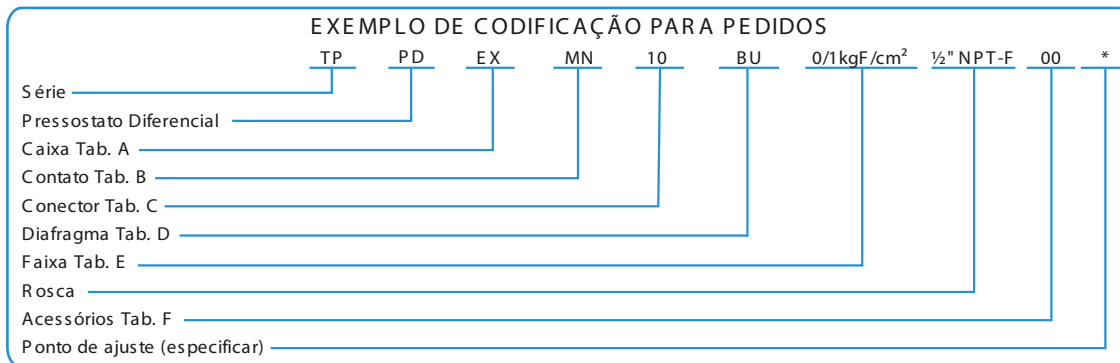 EXEMPLO DE CODIFICAÇÃO PARA PEDIDOS
TP PD EX MN 10 BU 0/1kgF/cm² ½" NPT-F 00 *
Série
Pressostato Diferencial
Caixa Tab. A
Contato Tab. B
Conector Tab. C
Diafragma Tab. D
Faixa Tab. E
Rosca
Acessórios Tab. F
Ponto de ajuste (especificar)